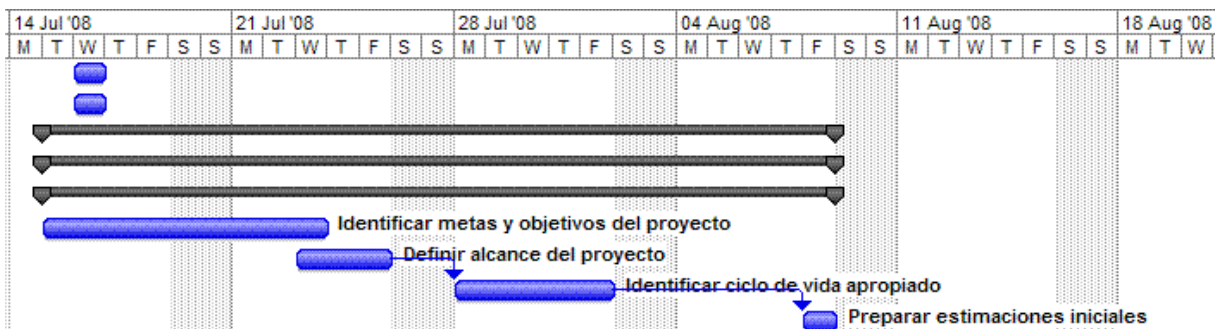 14 Jul '08 21 Jul '08 28 Jul '08 04 Aug '08 11 Aug '08 18 Aug '08
M T W T F S S M T W T F S S M T W T F S S M T W T F S S M T W T F S S M T W
Identificar metas y objetivos del proyecto
Definir alcance del proyecto
Identificar ciclo de vida apropiado
Preparar estimaciones iniciales